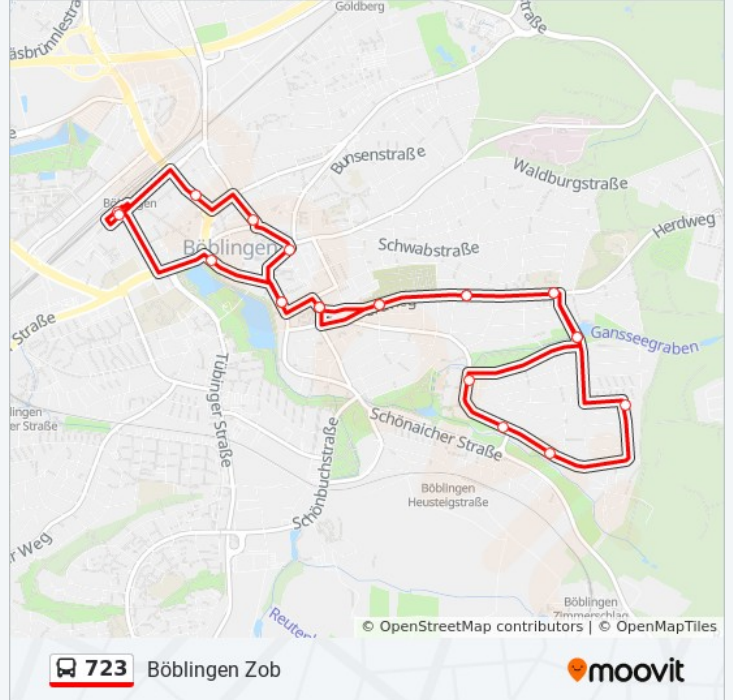 Goldberg
Bunsenstraße
Waldburgstraße
Herdweg
Schwabstraße
Böblingen
Gansseegraben
Straße
Tübinger Straße
Schönaicher Straße
Schönbuchstraße
Böblingen
Heusteigstraße
Böblingen
Zimmerschlag
© OpenStreetMap contributors | © OpenMapTiles
723 Böblingen Zob
moovit